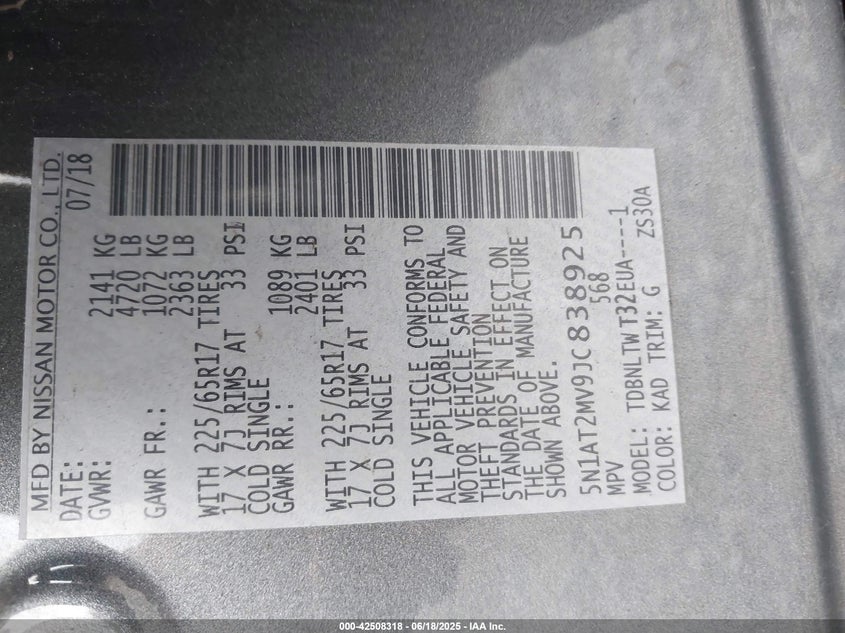 MFD BY NISSAN MOTOR CO., LTD.
DATE: 07/18
GVWR: 2141 KG
4720 LB
GAWR FR.: 1072 KG
2363 LB
WITH 225/65R17 TIRES
17 X 7J RIMS AT 33 PSI
COLD SINGLE
GAWR RR.: 1089 KG
2401 LB
WITH 225/65R17 TIRES
17 X 7J RIMS AT 33 PSI
COLD SINGLE
THIS VEHICLE CONFORMS TO
ALL APPLICABLE FEDERAL
MOTOR VEHICLE SAFETY AND
THEFT PREVENTION
STANDARDS IN EFFECT ON
THE DATE OF MANUFACTURE
SHOWN ABOVE.
5N1AT2MV9JC838925
MPV 568
MODEL: TDBNLTW T32EUA----1
COLOR: KAD TRIM: G ZS30A
000-42508318 - 06/18/2025 - IAA Inc.